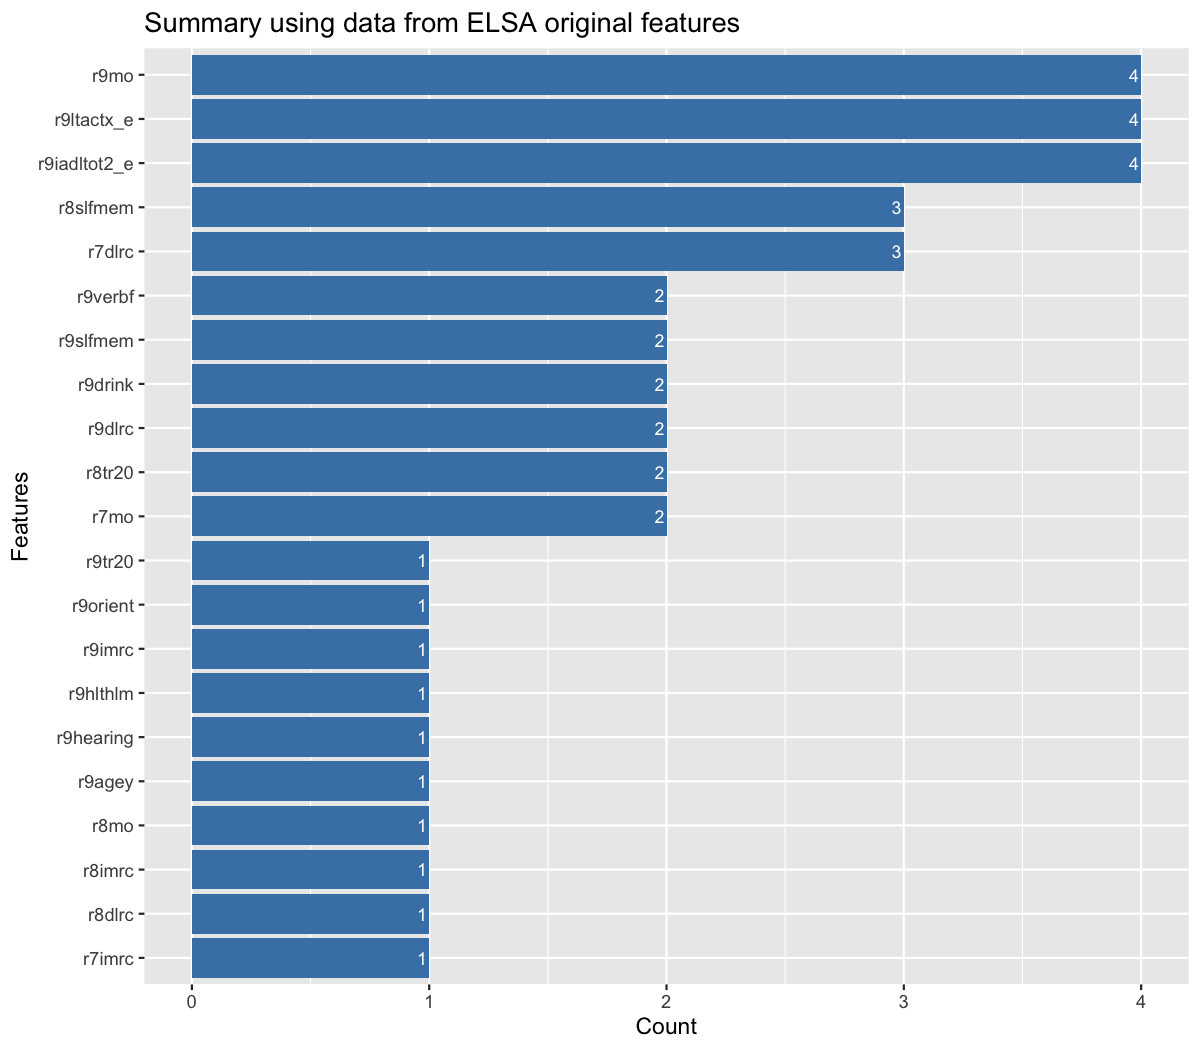 Summary using data from ELSA original features
r9mo 4
r9ltactx_e 4
r9iadltot2_e 4
r8slfmem 3
r7dlrc 3
r9verbf 2
r9slfmem 2
r9drink 2
r9dlrc 2
r8tr20 2
r7mo 2
r9tr20 1
r9orient 1
r9imrc 1
r9hlthlm 1
r9hearing 1
r9agey 1
r8mo 1
r8imrc 1
r8dlrc 1
r7imrc 1
Features
0 1 2 3 4
Count